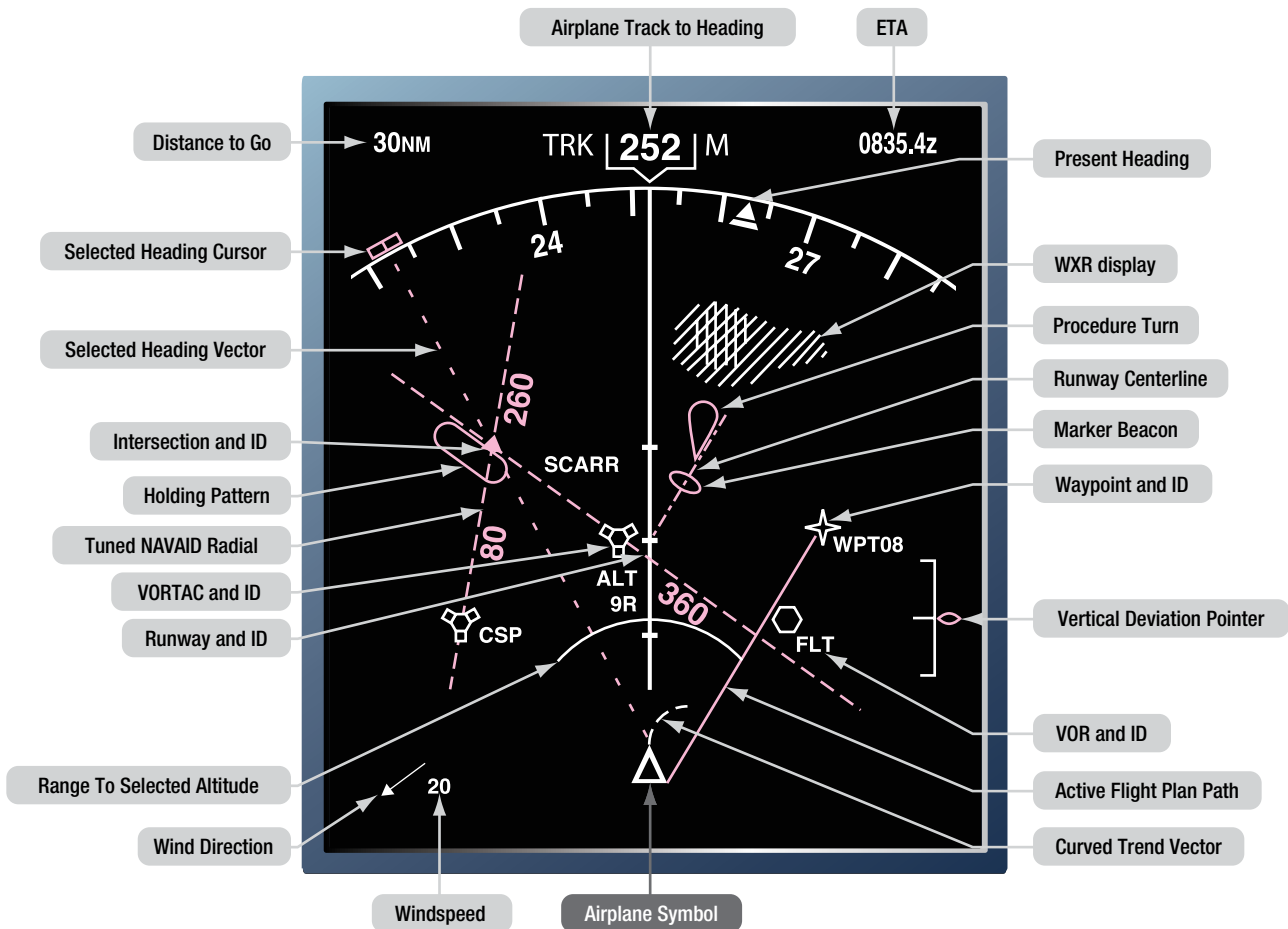 Airplane Track to Heading
ETA
Distance to Go
30NM
TRK 252 M
0835.4z
Present Heading
Selected Heading Cursor
24
27
WXR display
Selected Heading Vector
Procedure Turn
260
Runway Centerline
Intersection and ID
Marker Beacon
SCARR
Holding Pattern
Waypoint and ID
Tuned NAVAID Radial
80
WPT08
VORTAC and ID
ALT
9R
360
Runway and ID
CSP
FLT
Vertical Deviation Pointer
VOR and ID
Range To Selected Altitude
20
Active Flight Plan Path
Wind Direction
Curved Trend Vector
Windspeed
Airplane Symbol